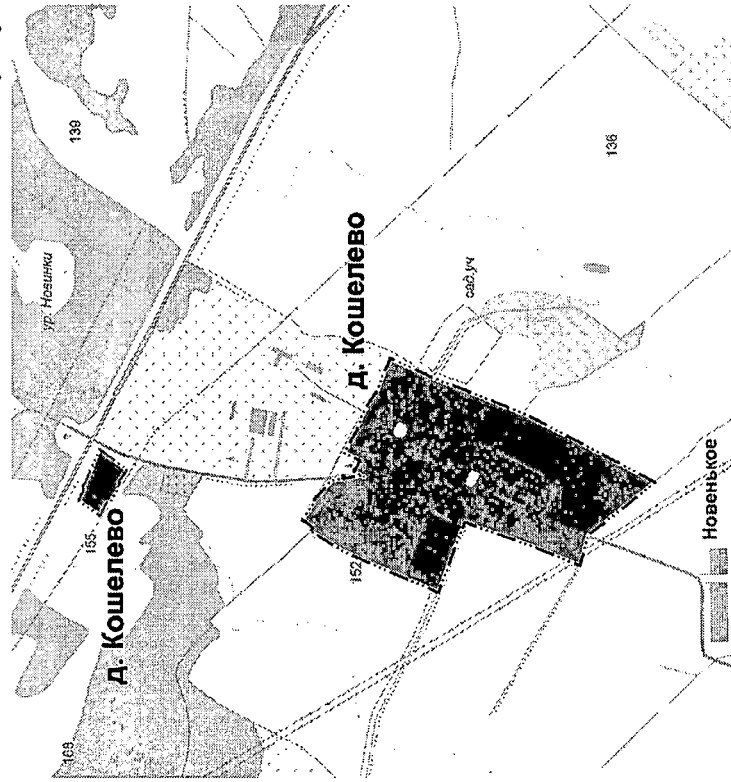 139
ур. Новинки
д. Кошелево
сад.уч
136
155
д. Кошелево
152
169
Новенькое